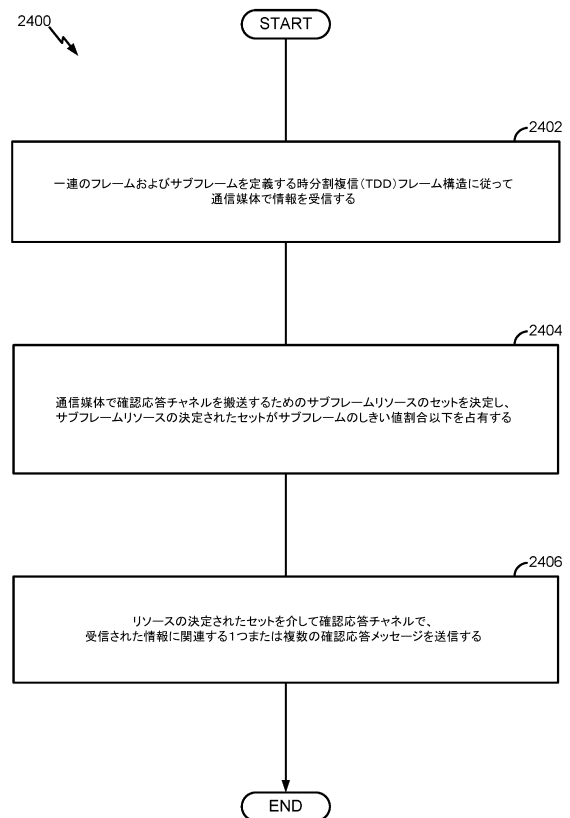 2400
START
2402
一連のフレームおよびサブフレームを定義する時分割複信（TDD）フレーム構造に従って
通信媒体で情報を受信する
2404
通信媒体で確認応答チャネルを搬送するためのサブフレームリソースのセットを決定し、
サブフレームリソースの決定されたセットがサブフレームのしきい値割合以下を占有する
2406
リソースの決定されたセットを介して確認応答チャネルで、
受信された情報に関連する１つまたは複数の確認応答メッセージを送信する
END